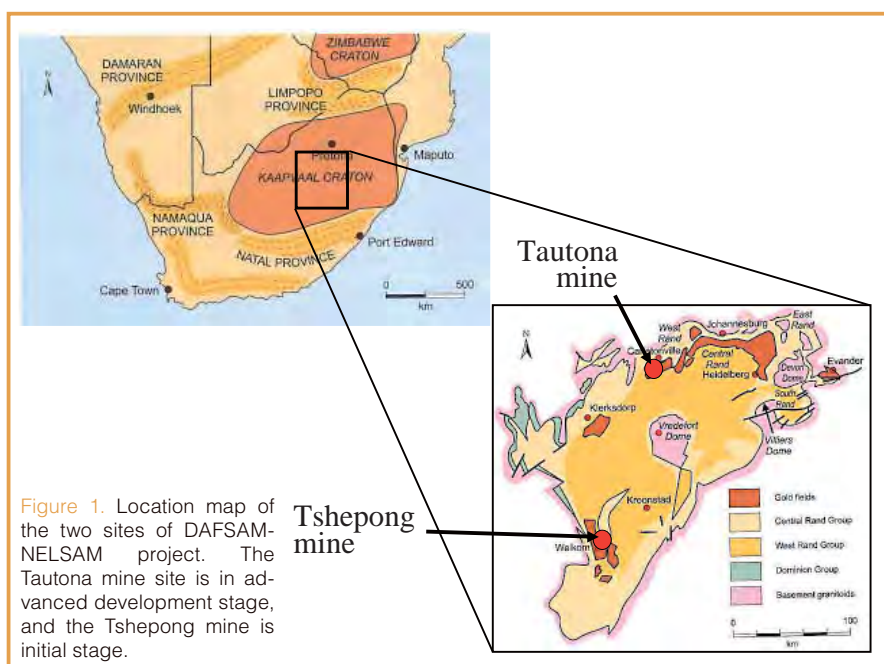 ZIMBABWE
CRATON
DAMARAN
PROVINCE
N
LIMPOPO
PROVINCE
Windhoek
Maputo
KAAPVAAL CRATON
NAMAQUA
PROVINCE
NATAL PROVINCE
Port Edward
Cape Town
0 500
km
Tautona
mine
N
West
Rand
Johannesburg
East
Rand
Central
Rand
Heidelberg
Evander
Devon
Dome
South
Rand
Klerksdorp
Vredefort
Dome
Villiers
Dome
Kroonstad
Welkom
Gold fields
Central Rand Group
West Rand Group
Dominion Group
Basement granitoids
0 100
km
Tshepong
mine
Figure 1. Location map of
the two sites of DAFSAM-
NELSAM project. The
Tautona mine site is in ad-
vanced development stage,
and the Tshepong mine is
initial stage.